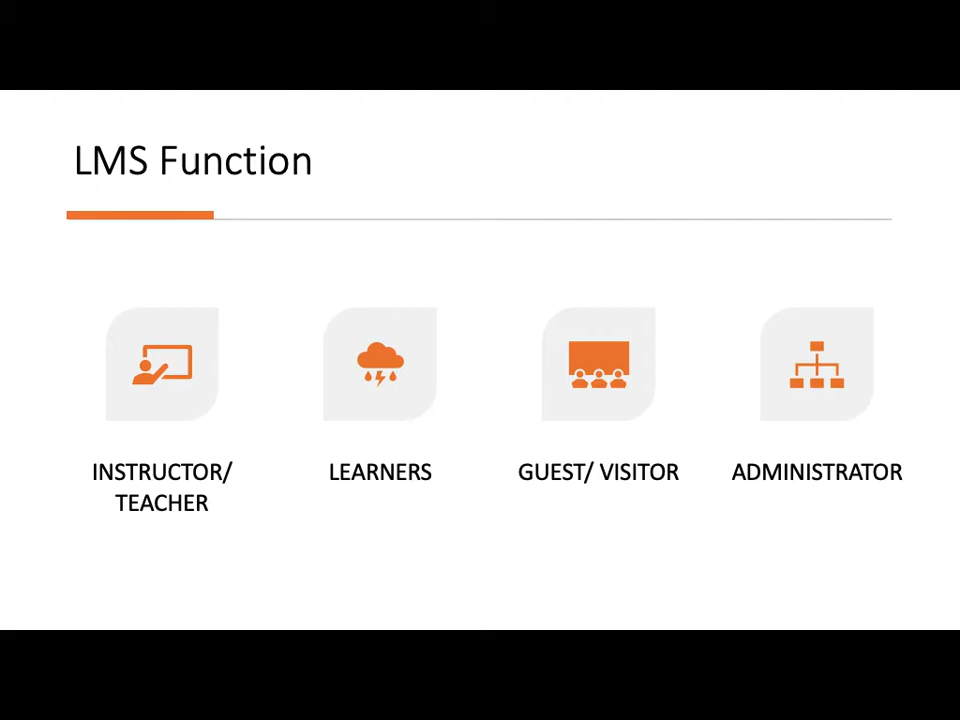 LMS Function
INSTRUCTOR/
TEACHER
LEARNERS
GUEST/ VISITOR
ADMINISTRATOR